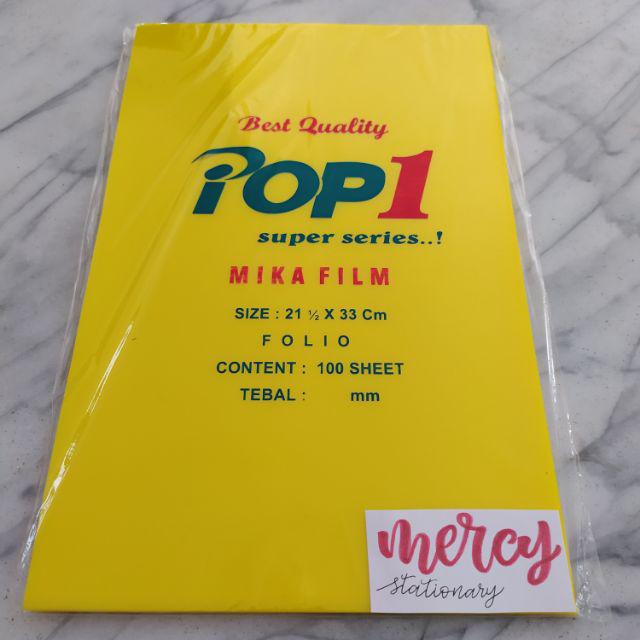 Best Quality
POP1
super series..!
MIKA FILM
SIZE : 21 ½ X 33 Cm
FOLIO
CONTENT : 100 SHEET
TEBAL : mm
mercy
stationary